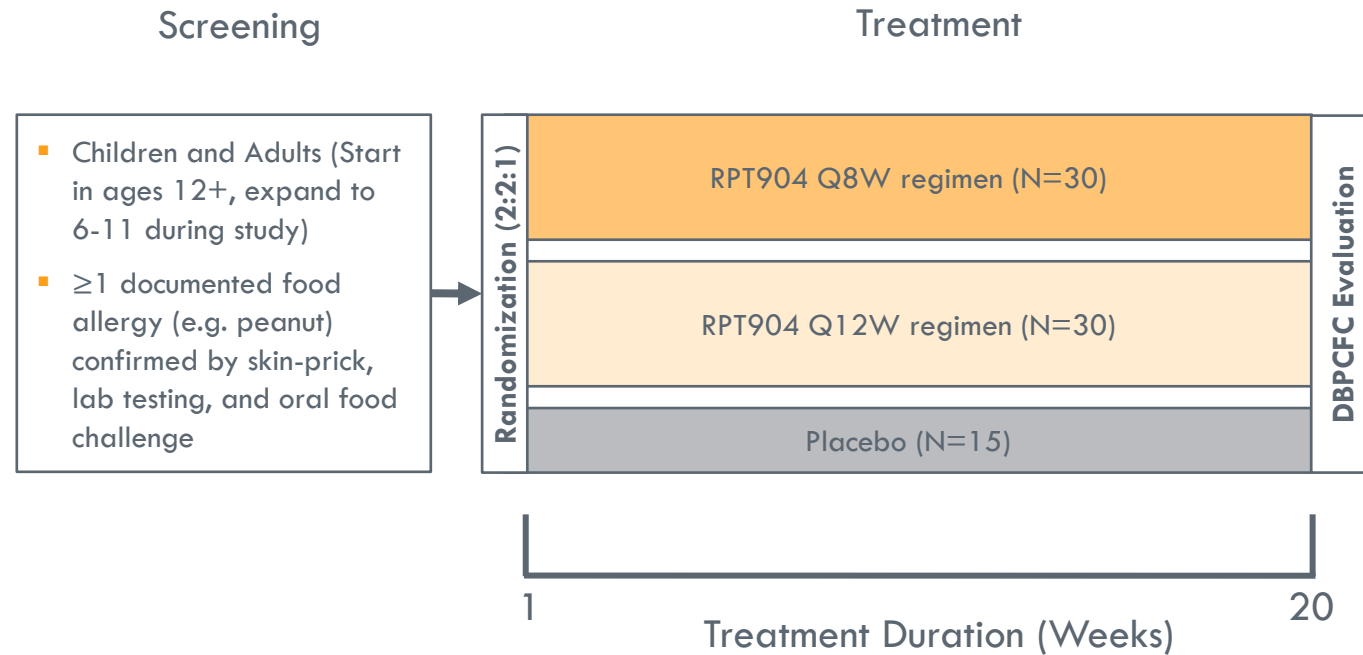 Screening
Treatment
▪ Children and Adults (Start
in ages 12+, expand to
6-11 during study)
▪ ≥1 documented food
allergy (e.g. peanut)
confirmed by skin-prick,
lab testing, and oral food
challenge
Randomization (2:2:1)
RPT904 Q8W regimen (N=30)
RPT904 Q12W regimen (N=30)
Placebo (N=15)
DBPCFC Evaluation
1
20
Treatment Duration (Weeks)